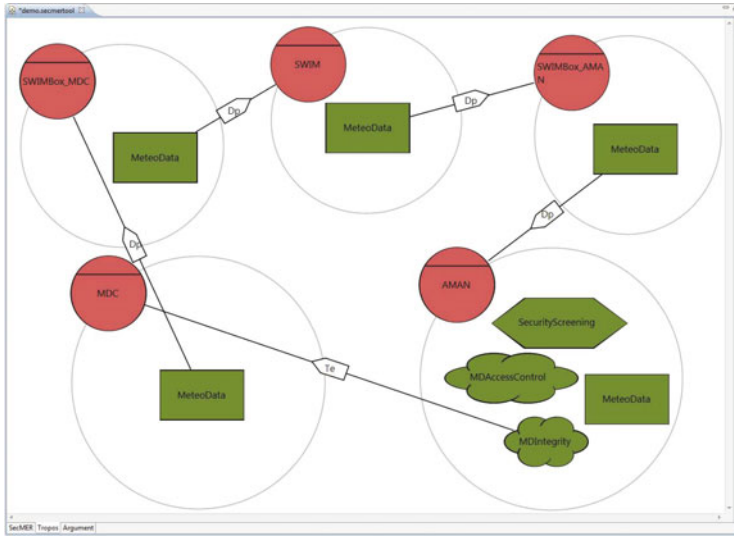 *demo.secmertool
SWIMBox_MDC
SWIM
SWIMBox_AMA
N
Dp
Dp
MeteoData
MeteoData
MeteoData
Dp
Dp
MDC
AMAN
SecurityScreening
Te
MDAccessControl
MeteoData
MeteoData
MDIntegrity
SecMER Tropos Argument